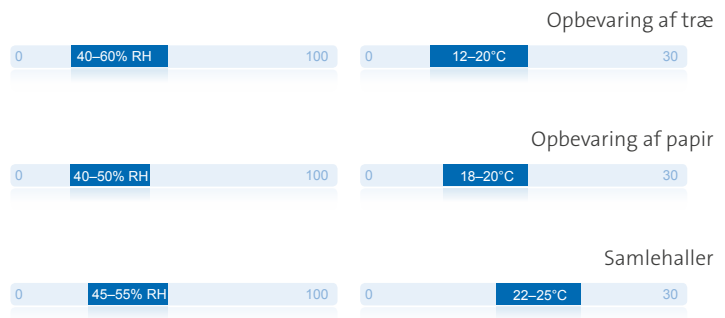 Opbevaring af træ
0 40–60% RH 100 0 12–20°C 30
Opbevaring af papir
0 40–50% RH 100 0 18–20°C 30
Samlehaller
0 45–55% RH 100 0 22–25°C 30